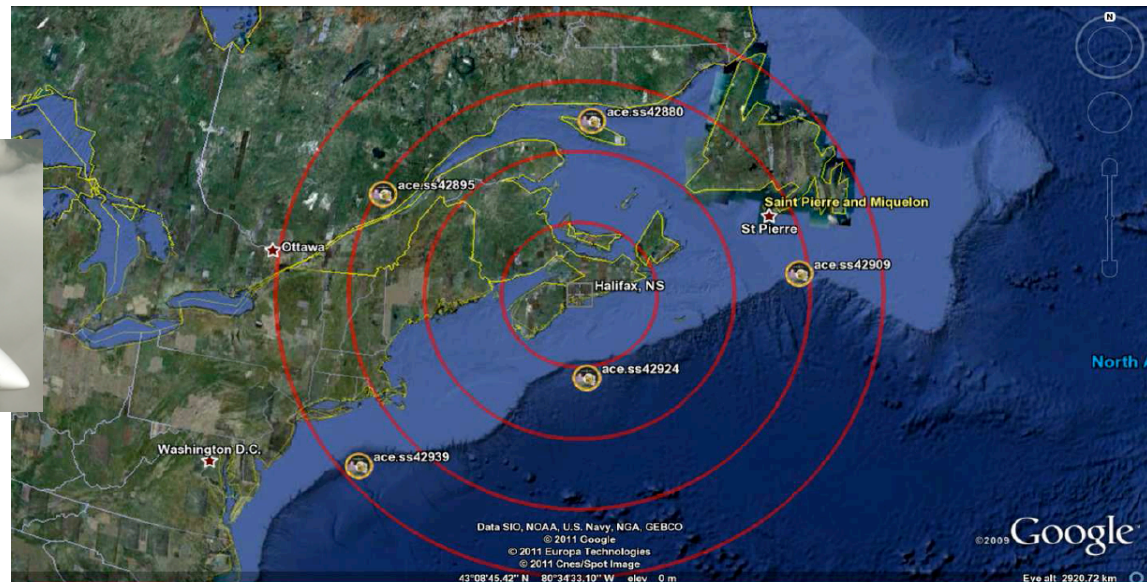 N
ace.ss42880
ace.ss42895
Saint Pierre and Miquelon
St Pierre
Ottawa
ace.ss42909
Halifax, NS
North
ace.ss42924
Washington D.C.
ace.ss42939
Data SIO, NOAA, U.S. Navy, NGA, GEBCO
© 2011 Google
© 2011 Europa Technologies
© 2011 Cnes/Spot Image
©2009 Google
43°08'45.42" N 80°34'33.10" W elev 0 m
Eye alt 2920.72 km